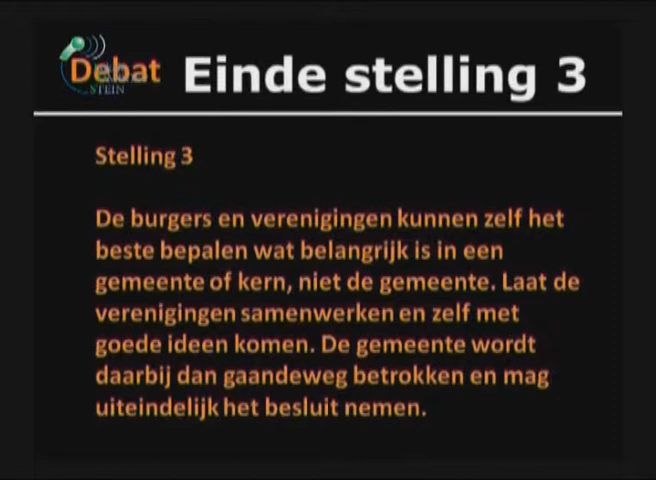 Debat
STEIN
Einde stelling 3
Stelling 3
De burgers en verenigingen kunnen zelf het
beste bepalen wat belangrijk is in een
gemeente of kern, niet de gemeente. Laat de
verenigingen samenwerken en zelf met
goede ideen komen. De gemeente wordt
daarbij dan gaandeweg betrokken en mag
uiteindelijk het besluit nemen.